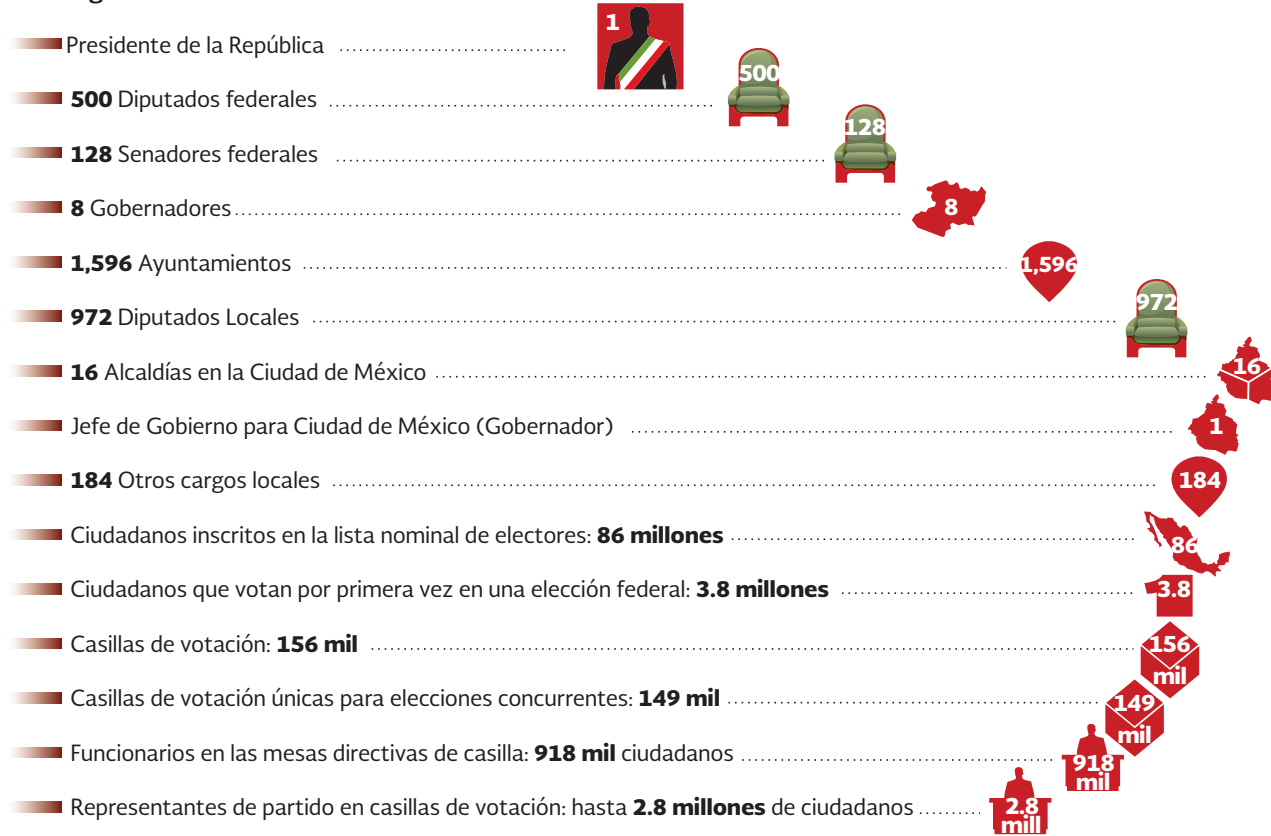 Presidente de la República
1
500 Diputados federales
500
128 Senadores federales
128
8 Gobernadores
8
1,596 Ayuntamientos
1,596
972 Diputados Locales
972
16 Alcaldías en la Ciudad de México
16
Jefe de Gobierno para Ciudad de México (Gobernador)
1
184 Otros cargos locales
184
Ciudadanos inscritos en la lista nominal de electores: 86 millones
86
Ciudadanos que votan por primera vez en una elección federal: 3.8 millones
3.8
Casillas de votación: 156 mil
156
mil
Casillas de votación únicas para elecciones concurrentes: 149 mil
149
mil
Funcionarios en las mesas directivas de casilla: 918 mil ciudadanos
918
mil
Representantes de partido en casillas de votación: hasta 2.8 millones de ciudadanos
2.8
mill